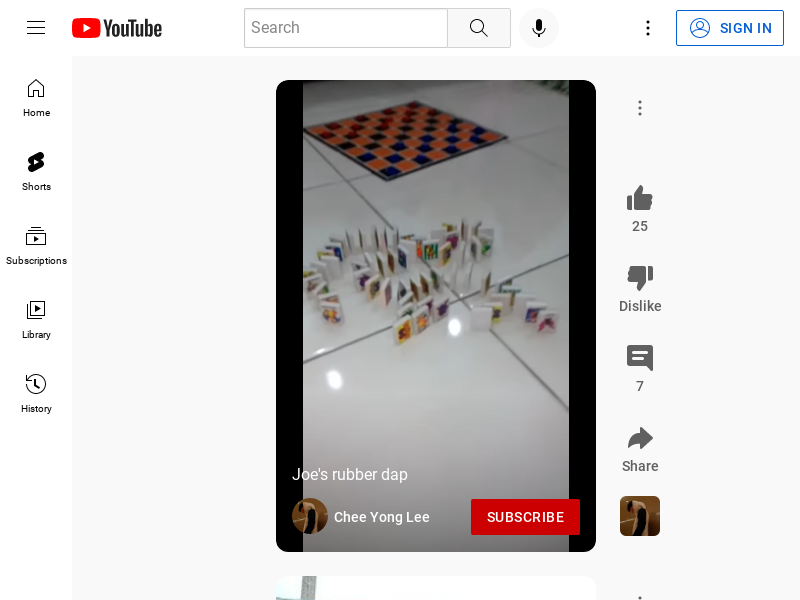 YouTube
Search
SIGN IN
Home
Shorts
Subscriptions
Library
History
25
Dislike
7
Share
Joe's rubber dap
Chee Yong Lee
SUBSCRIBE